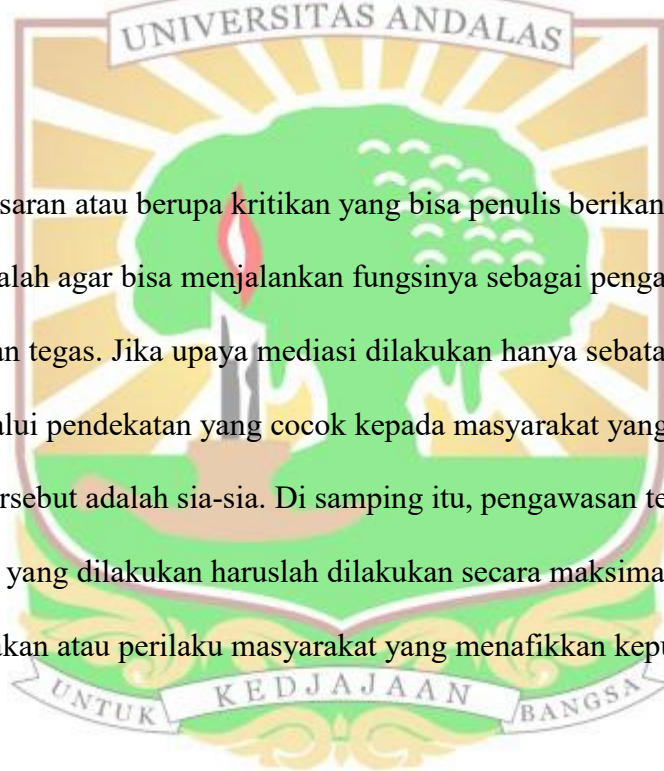 UNIVERSITAS ANDALAS
saran atau berupa kritikan yang bisa penulis berikan
alah agar bisa menjalankan fungsinya sebagai penga
n tegas. Jika upaya mediasi dilakukan hanya sebata
lui pendekatan yang cocok kepada masyarakat yang
rsebut adalah sia-sia. Di samping itu, pengawasan te
yang dilakukan haruslah dilakukan secara maksima
kan atau perilaku masyarakat yang menafikkan kepu
UNTUK KEDJAJAAN BANGSA